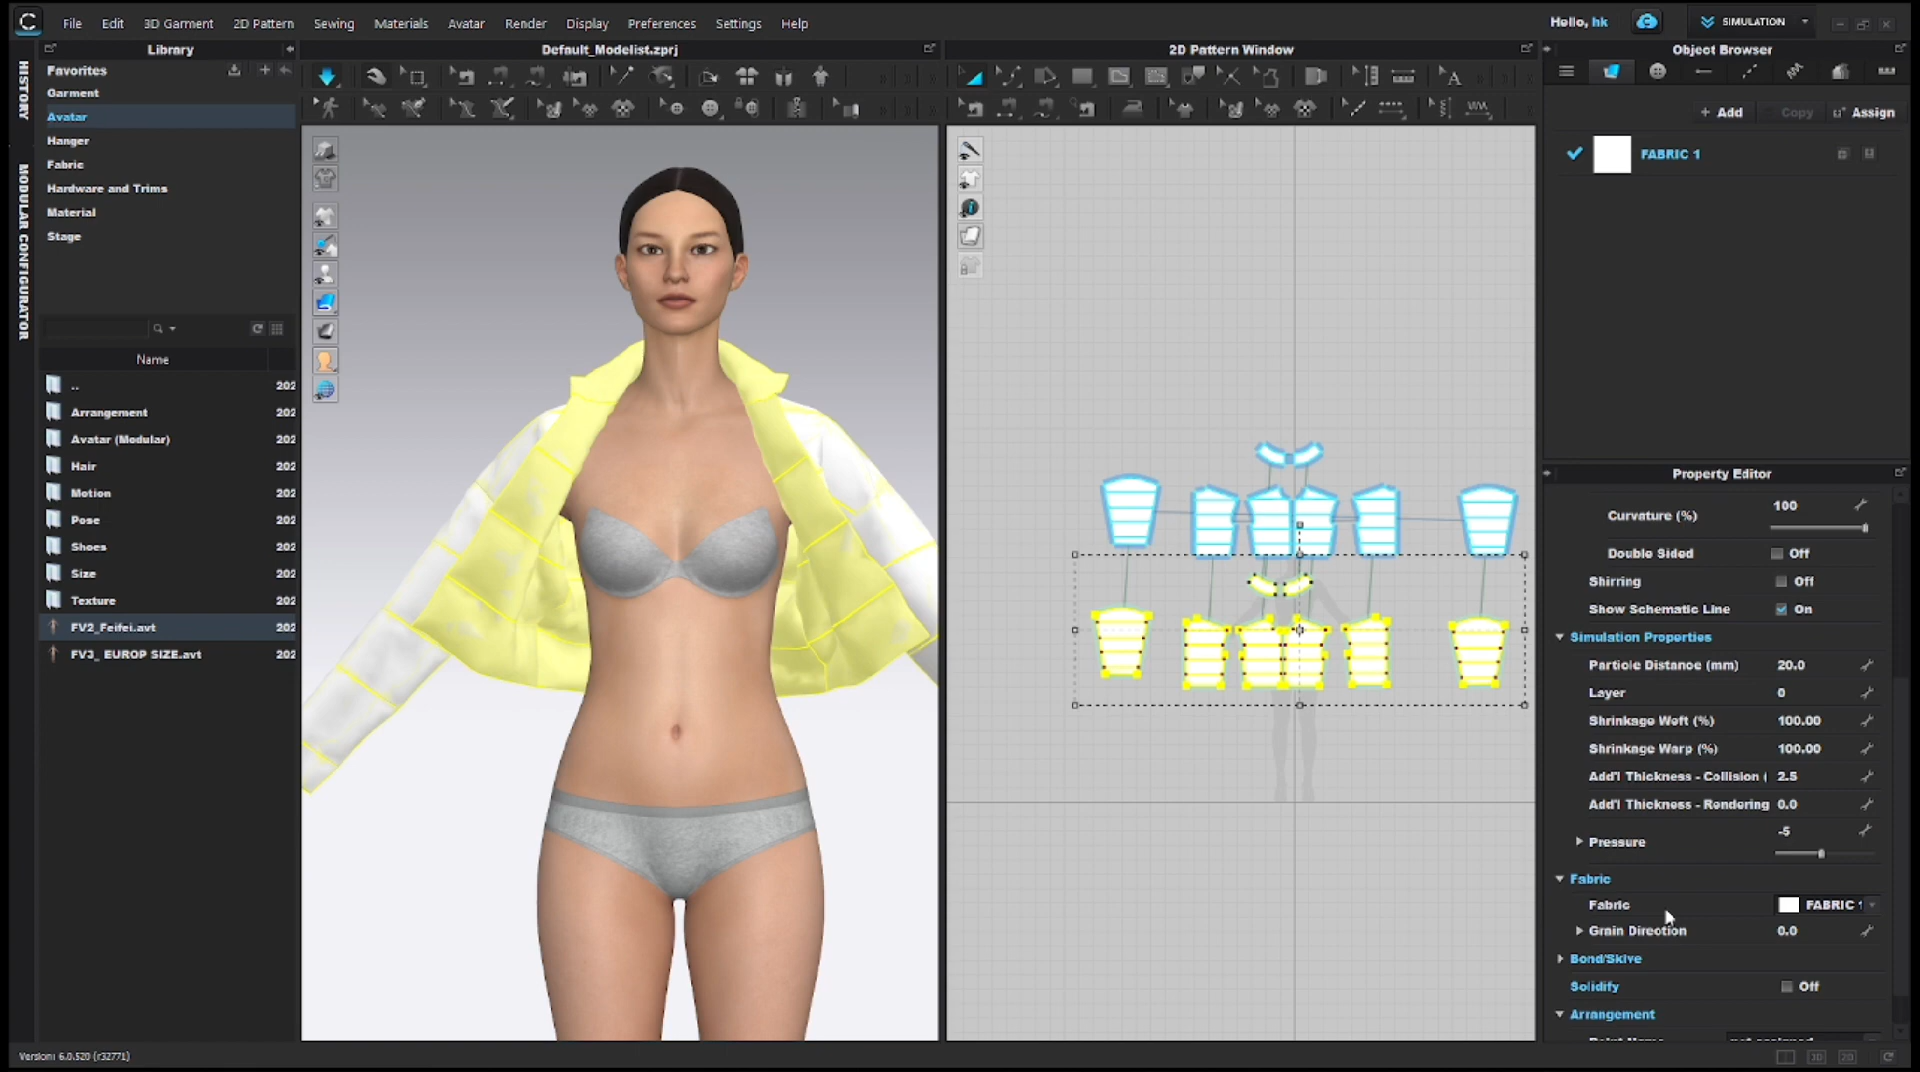 File Edit 3D Garment 2D Pattern Sewing Materials Avatar Render Display Preferences Settings Help
Hello, hk
SIMULATION
Library
Default_Modelist.zprj
2D Pattern Window
Object Browser
HISTORY
MODULAR CONFIGURATOR
Favorites
Garment
Avatar
Hanger
Fabric
Hardware and Trims
Material
Stage
Name
.. 202
Arrangement 202
Avatar (Modular) 202
Hair 202
Motion 202
Pose 202
Shoes 202
Size 202
Texture 202
FV2_Feifei.avt 202
FV3_ EUROP SIZE.avt 202
+ Add Copy Assign
FABRIC 1
Property Editor
Curvature (%) 100
Double Sided Off
Shirring Off
Show Schematic Line On
Simulation Properties
Particle Distance (mm) 20.0
Layer 0
Shrinkage Weft (%) 100.00
Shrinkage Warp (%) 100.00
Add'l Thickness - Collision ( 2.5
Add'l Thickness - Rendering 0.0
Pressure -5
Fabric
Fabric FABRIC 1
Grain Direction 0.0
Bond/Skive
Solidify Off
Arrangement
Version: 6.0.520 (r32771)
3D 2D